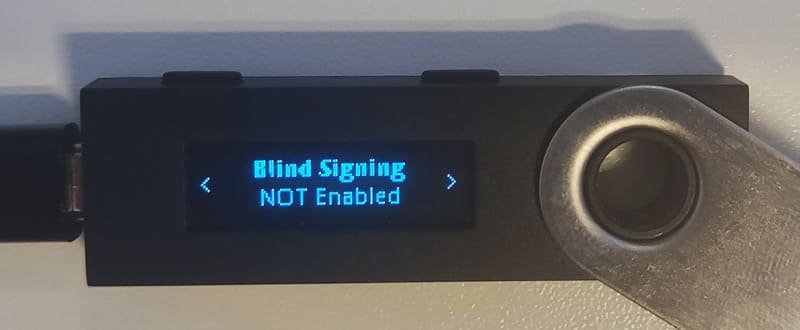 Blind Signing
NOT Enabled